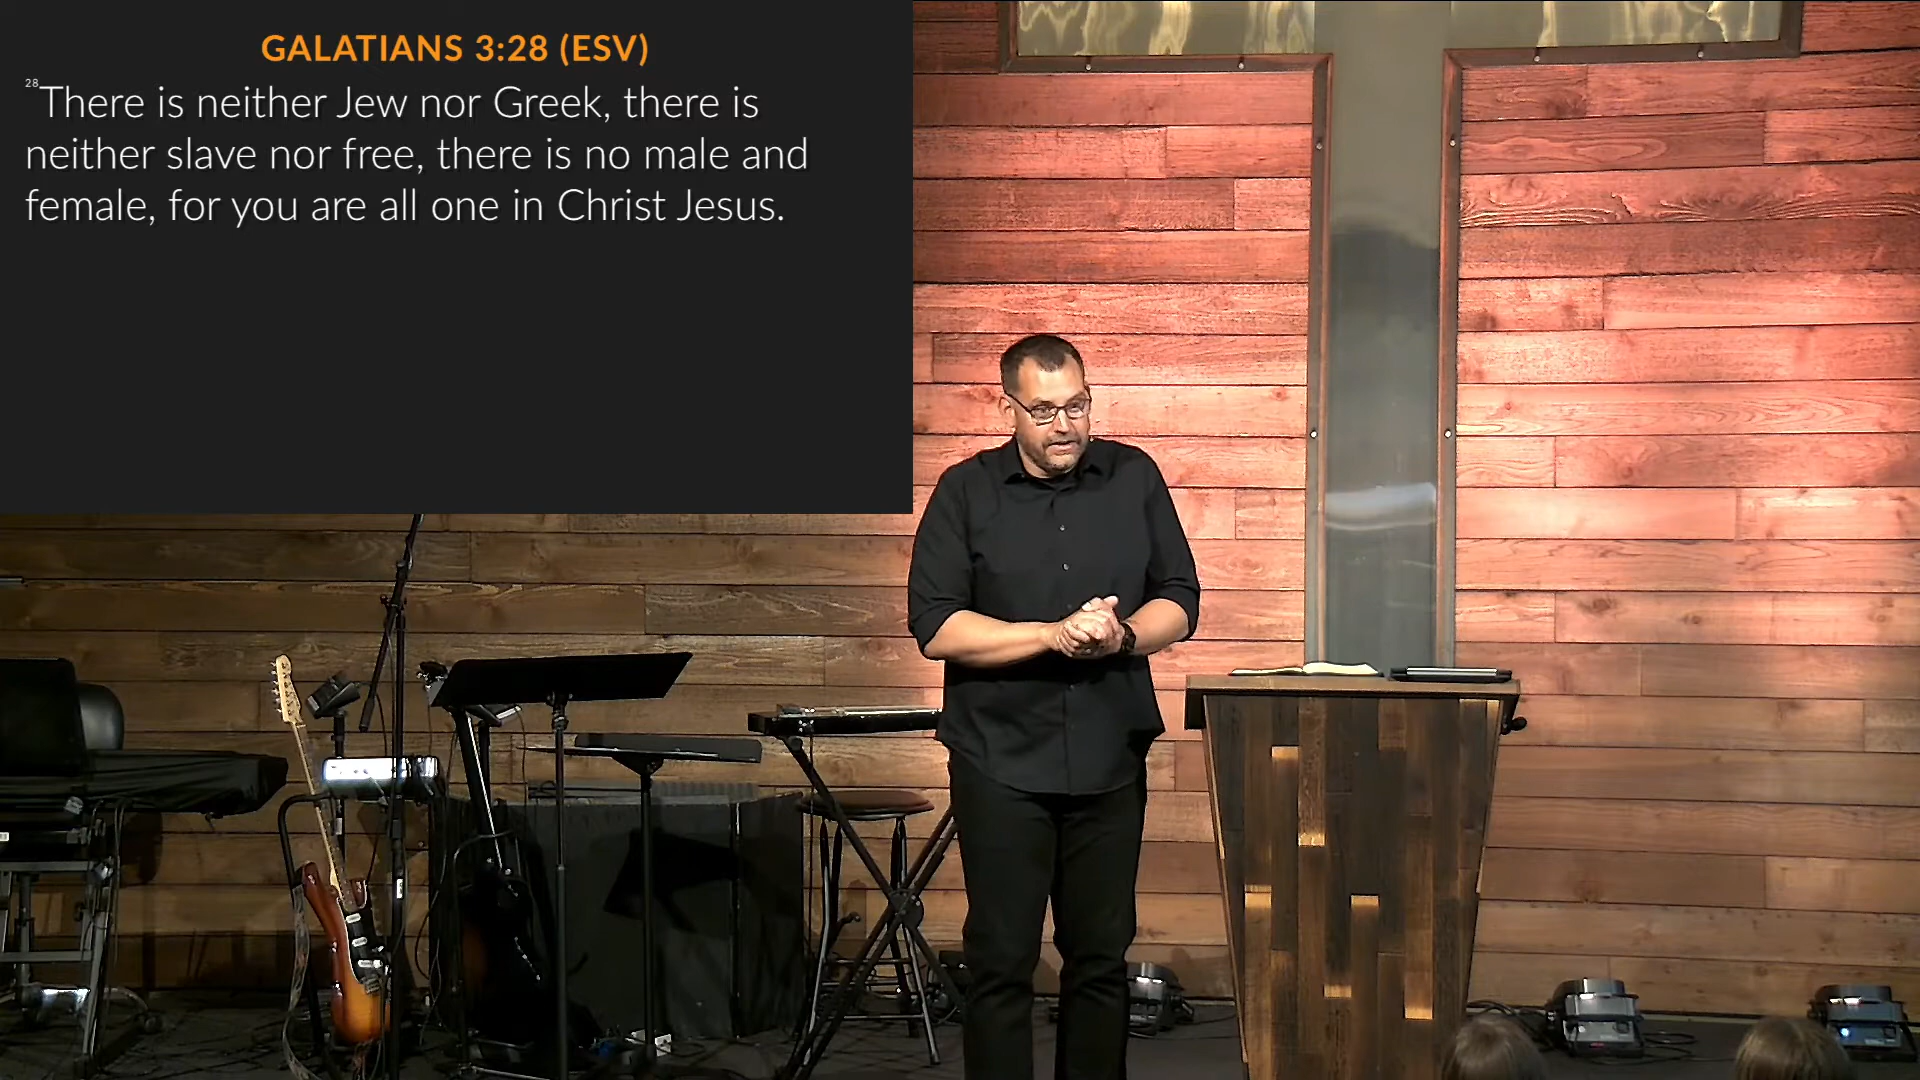 GALATIANS 3:28 (ESV)
28There is neither Jew nor Greek, there is
neither slave nor free, there is no male and
female, for you are all one in Christ Jesus.